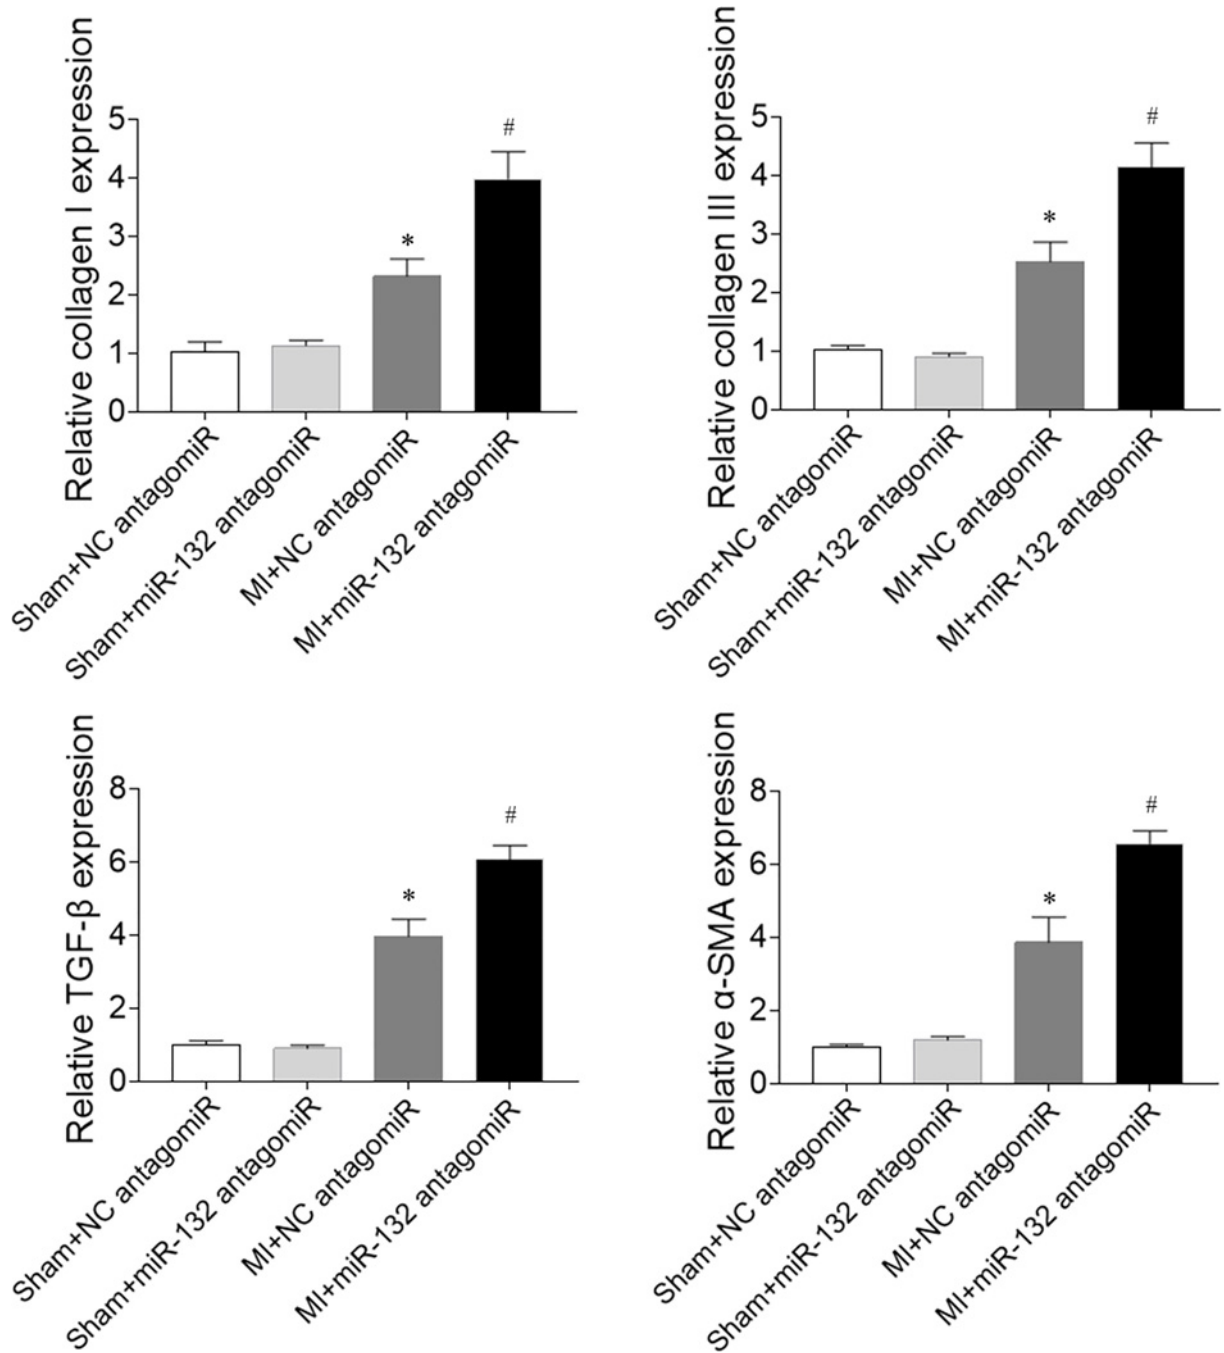 Relative collagen I expression
5
4
3
2
1
0
#
*
Sham+NC antagomiR
Sham+miR-132 antagomiR
MI+NC antagomiR
MI+miR-132 antagomiR
Relative collagen III expression
5
4
3
2
1
0
#
*
Sham+NC antagomiR
Sham+miR-132 antagomiR
MI+NC antagomiR
MI+miR-132 antagomiR
Relative TGF-β expression
8
6
4
2
0
#
*
Sham+NC antagomiR
Sham+miR-132 antagomiR
MI+NC antagomiR
MI+miR-132 antagomiR
Relative α-SMA expression
8
6
4
2
0
#
*
Sham+NC antagomiR
Sham+miR-132 antagomiR
MI+NC antagomiR
MI+miR-132 antagomiR